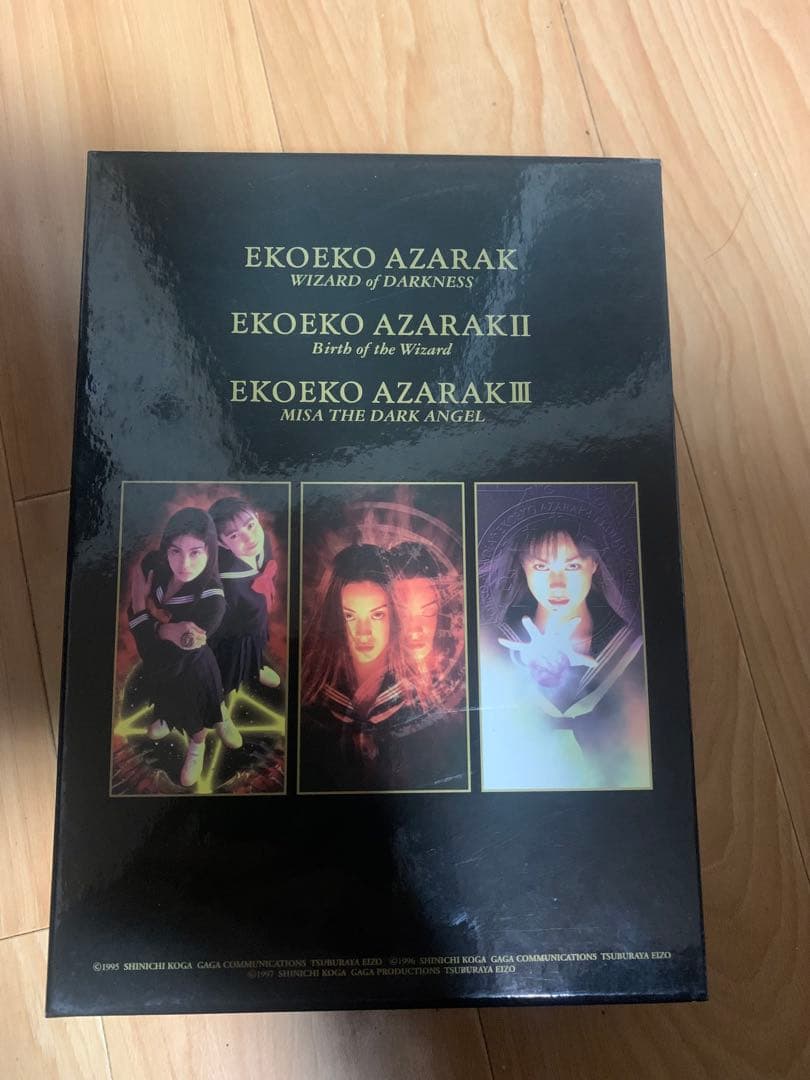 EKOEKO AZARAK
WIZARD of DARKNESS
EKOEKO AZARAKII
Birth of the Wizard
EKOEKO AZARAKIII
MISA THE DARK ANGEL
EKO AZARAK
©1995 SHINICHI KOGA GAGA COMMUNICATIONS TSUBURAYA EIZO ©1996 SHINICHI KOGA GAGA COMMUNICATIONS TSUBURAYA EIZO
©1997 SHINICHI KOGA GAGA PRODUCTIONS TSUBURAYA EIZO